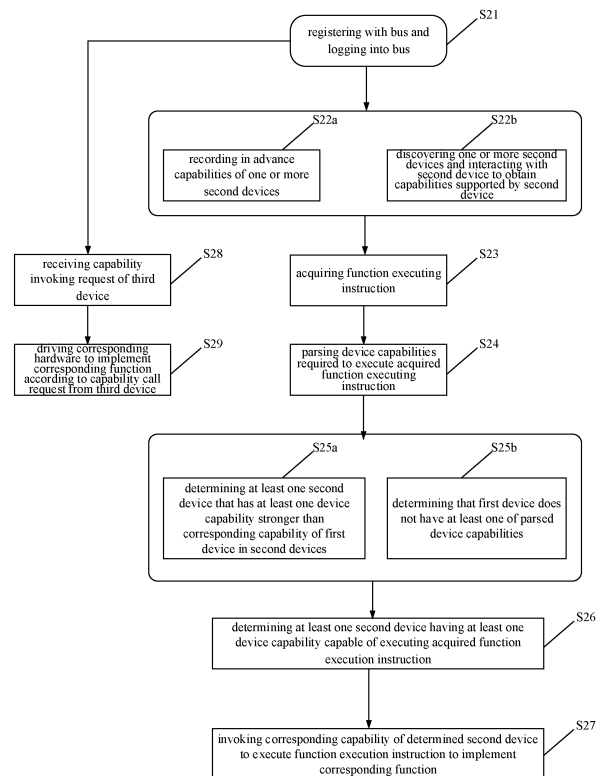 S21
registering with bus and
logging into bus
S22a
recording in advance
capabilities of one or more
second devices
S22b
discovering one or more second
devices and interacting with
second device to obtain
capabilities supported by second
device
S28
receiving capability
invoking request of third
device
S23
acquiring function executing
instruction
S29
driving corresponding
hardware to implement
corresponding function
according to capability call
request from third device
S24
parsing device capabilities
required to execute acquired
function executing
instruction
S25a
determining at least one second
device that has at least one device
capability stronger than
corresponding capability of first
device in second devices
S25b
determining that first device does
not have at least one of parsed
device capabilities
S26
determining at least one second device having at least one
device capability capable of executing acquired function
execution instruction
S27
invoking corresponding capability of determined second device
to execute function execution instruction to implement
corresponding function